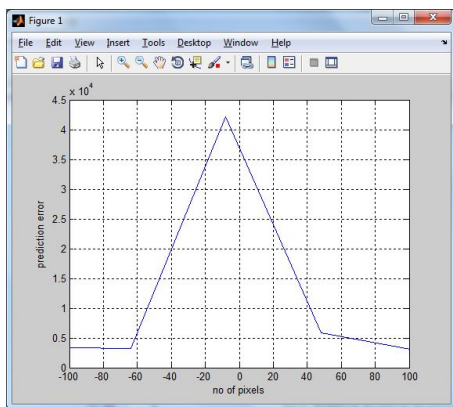 Figure 1
File Edit View Insert Tools Desktop Window Help
x 10^4
4.5
4
3.5
3
2.5
2
1.5
1
0.5
0
prediction error
-100 -80 -60 -40 -20 0 20 40 60 80 100
no of pixels